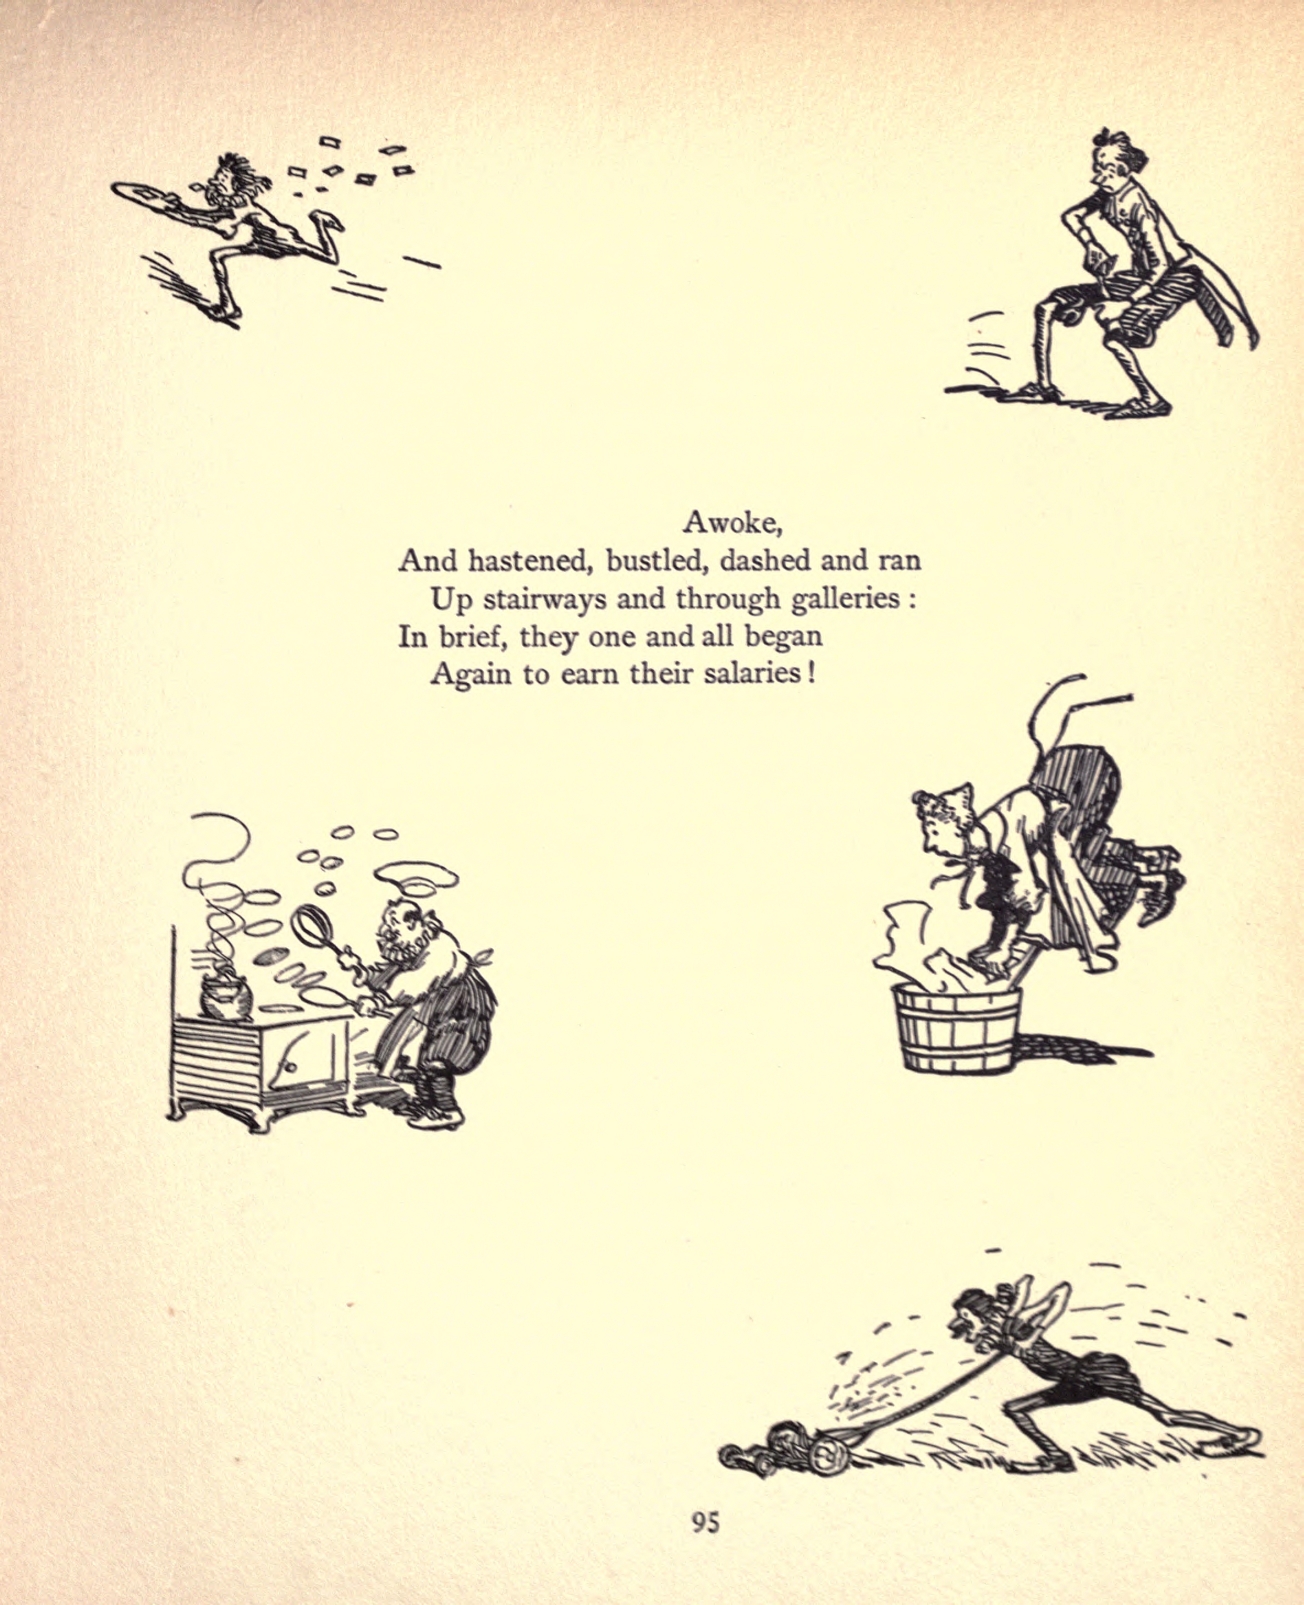 Awoke,
And hastened, bustled, dashed and ran
Up stairways and through galleries :
In brief, they one and all began
Again to earn their salaries !
95